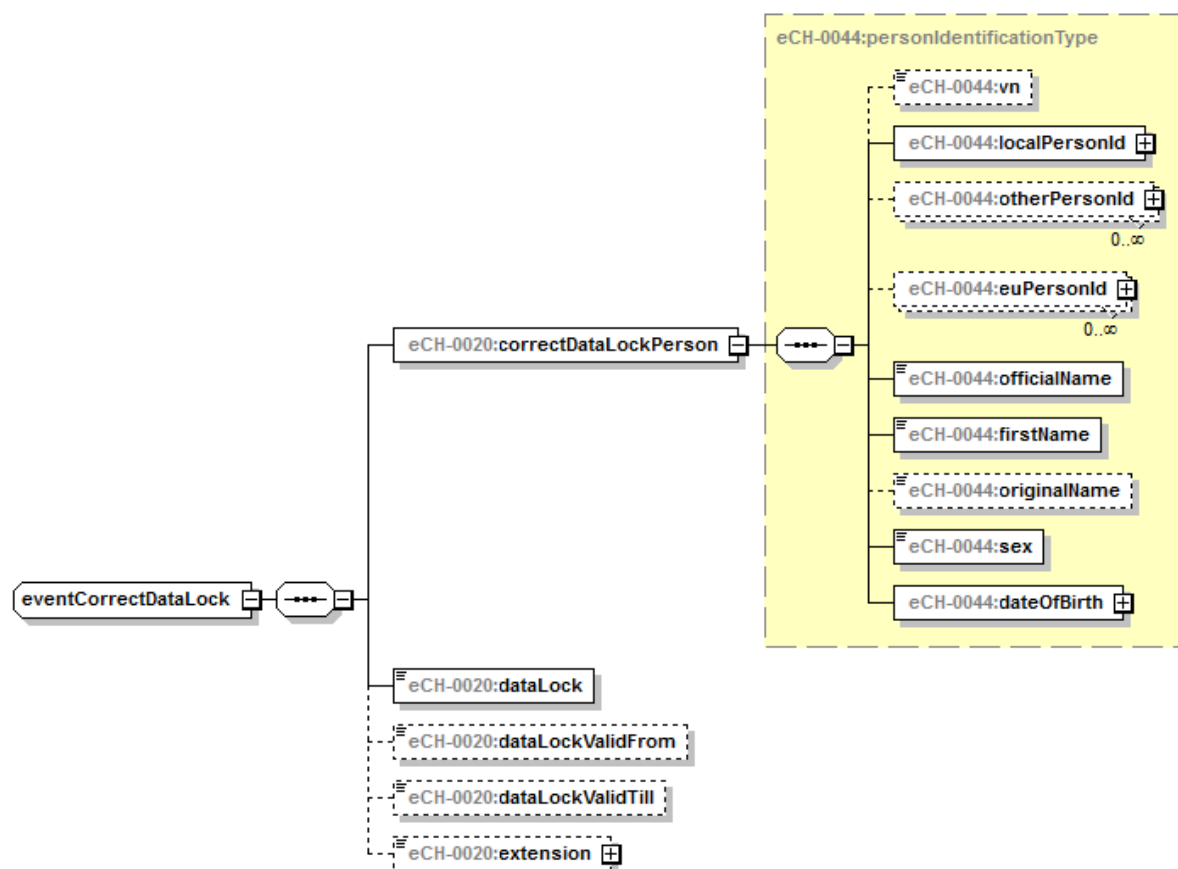 eCH-0044:personIdentificationType
eCH-0044:vn
eCH-0044:localPersonId
eCH-0044:otherPersonId
0..∞
eCH-0044:euPersonId
0..∞
eCH-0020:correctDataLockPerson
eCH-0044:officialName
eCH-0044:firstName
eCH-0044:originalName
eCH-0044:sex
eventCorrectDataLock
eCH-0044:dateOfBirth
eCH-0020:dataLock
eCH-0020:dataLockValidFrom
eCH-0020:dataLockValidTill
eCH-0020:extension